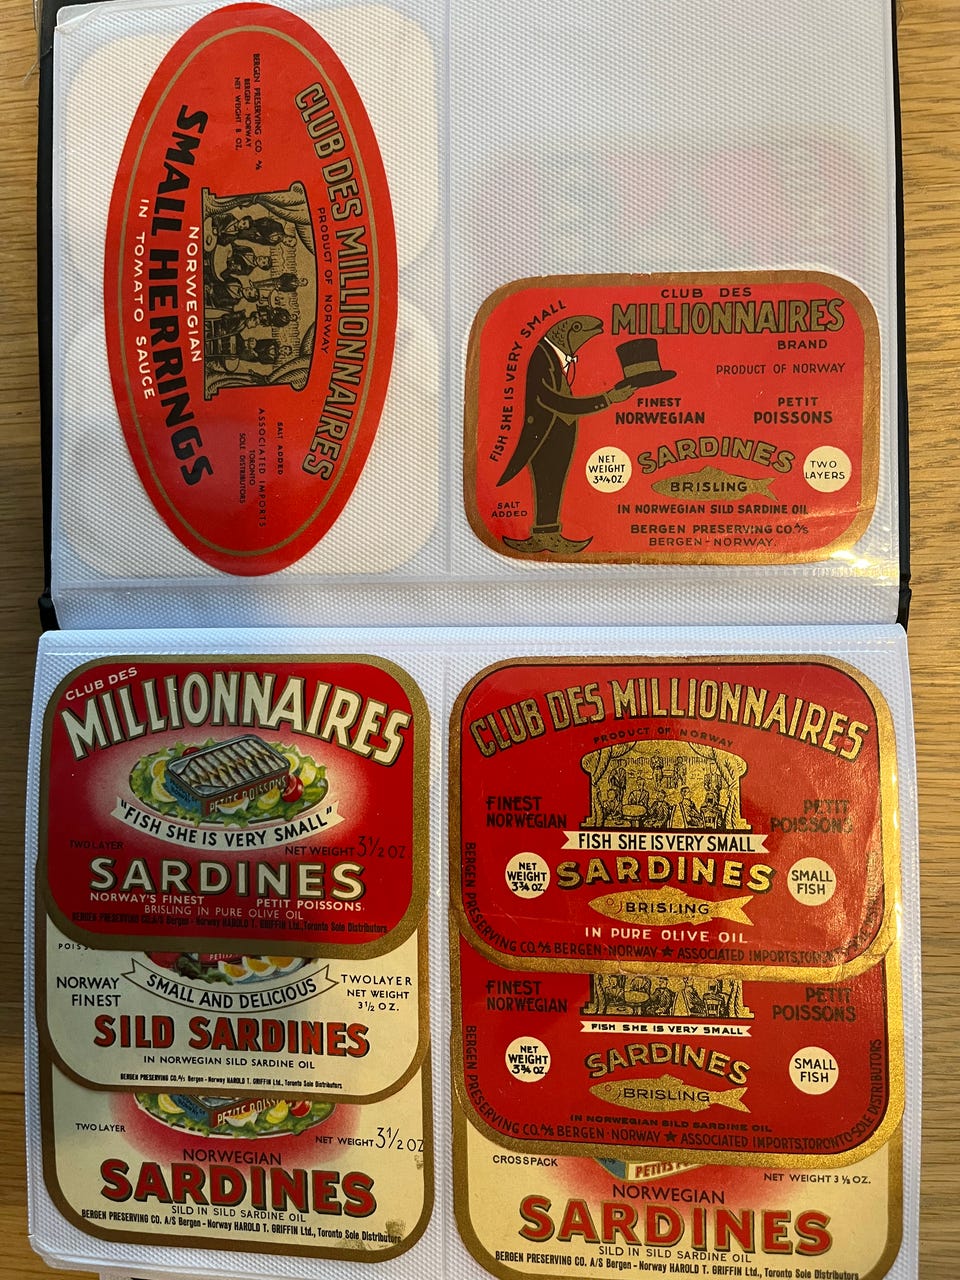 CLUB DES MILLIONNAIRES
PRODUCT OF NORWAY
BERGEN PRESERVING CO. A/S
BERGEN - NORWAY
NET WEIGHT 8 OZ.
SALT ADDED
ASSOCIATED IMPORTS
TORONTO
SOLE DISTRIBUTORS
NORWEGIAN
SMALL HERRINGS
IN TOMATO SAUCE
CLUB DES
MILLIONNAIRES
BRAND
PRODUCT OF NORWAY
FISH SHE IS VERY SMALL
FINEST
NORWEGIAN
PETIT
POISSONS
SARDINES
NET
WEIGHT
3¾ OZ.
TWO
LAYERS
BRISLING
SALT
ADDED
IN NORWEGIAN SILD SARDINE OIL
BERGEN PRESERVING CO. A/S
BERGEN - NORWAY.
CLUB DES
MILLIONNAIRES
PETITS POISSONS
"FISH SHE IS VERY SMALL"
TWO LAYER
NET WEIGHT 3½ OZ
SARDINES
NORWAY'S FINEST PETIT POISSONS.
BRISLING IN PURE OLIVE OIL
BERGEN PRESERVING CO. A/S Bergen - Norway HAROLD T. GRIFFIN Ltd., Toronto Sole Distributors
NORWAY
FINEST
SMALL AND DELICIOUS
TWO LAYER
NET WEIGHT
3½ OZ.
SILD SARDINES
IN NORWEGIAN SILD SARDINE OIL
BERGEN PRESERVING CO. A/S Bergen - Norway HAROLD T. GRIFFIN Ltd., Toronto Sole Distributors
TWO LAYER
NET WEIGHT 3½ OZ
NORWEGIAN
SARDINES
SILD IN SILD SARDINE OIL
BERGEN PRESERVING CO. A/S Bergen - Norway HAROLD T. GRIFFIN Ltd., Toronto Sole Distributors
CLUB DES MILLIONNAIRES
PRODUCT OF NORWAY
FINEST
NORWEGIAN
PETIT
POISSONS
FISH SHE IS VERY SMALL
NET
WEIGHT
3¾ OZ.
SARDINES
SMALL
FISH
BRISLING
IN PURE OLIVE OIL
BERGEN PRESERVING CO. A/S BERGEN - NORWAY ★ ASSOCIATED IMPORTS,
FINEST
NORWEGIAN
PETIT
POISSONS
FISH SHE IS VERY SMALL
NET
WEIGHT
3¾ OZ.
SARDINES
SMALL
FISH
BRISLING
IN NORWEGIAN SILD SARDINE OIL
BERGEN PRESERVING CO. A/S BERGEN - NORWAY ★ ASSOCIATED IMPORTS, TORONTO - SOLE DISTRIBUTORS
CROSSPACK
NET WEIGHT 3⅛ OZ.
NORWEGIAN
SARDINES
SILD IN SILD SARDINE OIL
BERGEN PRESERVING CO. A/S Bergen - Norway HAROLD T. GRIFFIN Ltd., Toronto Sole Distributors